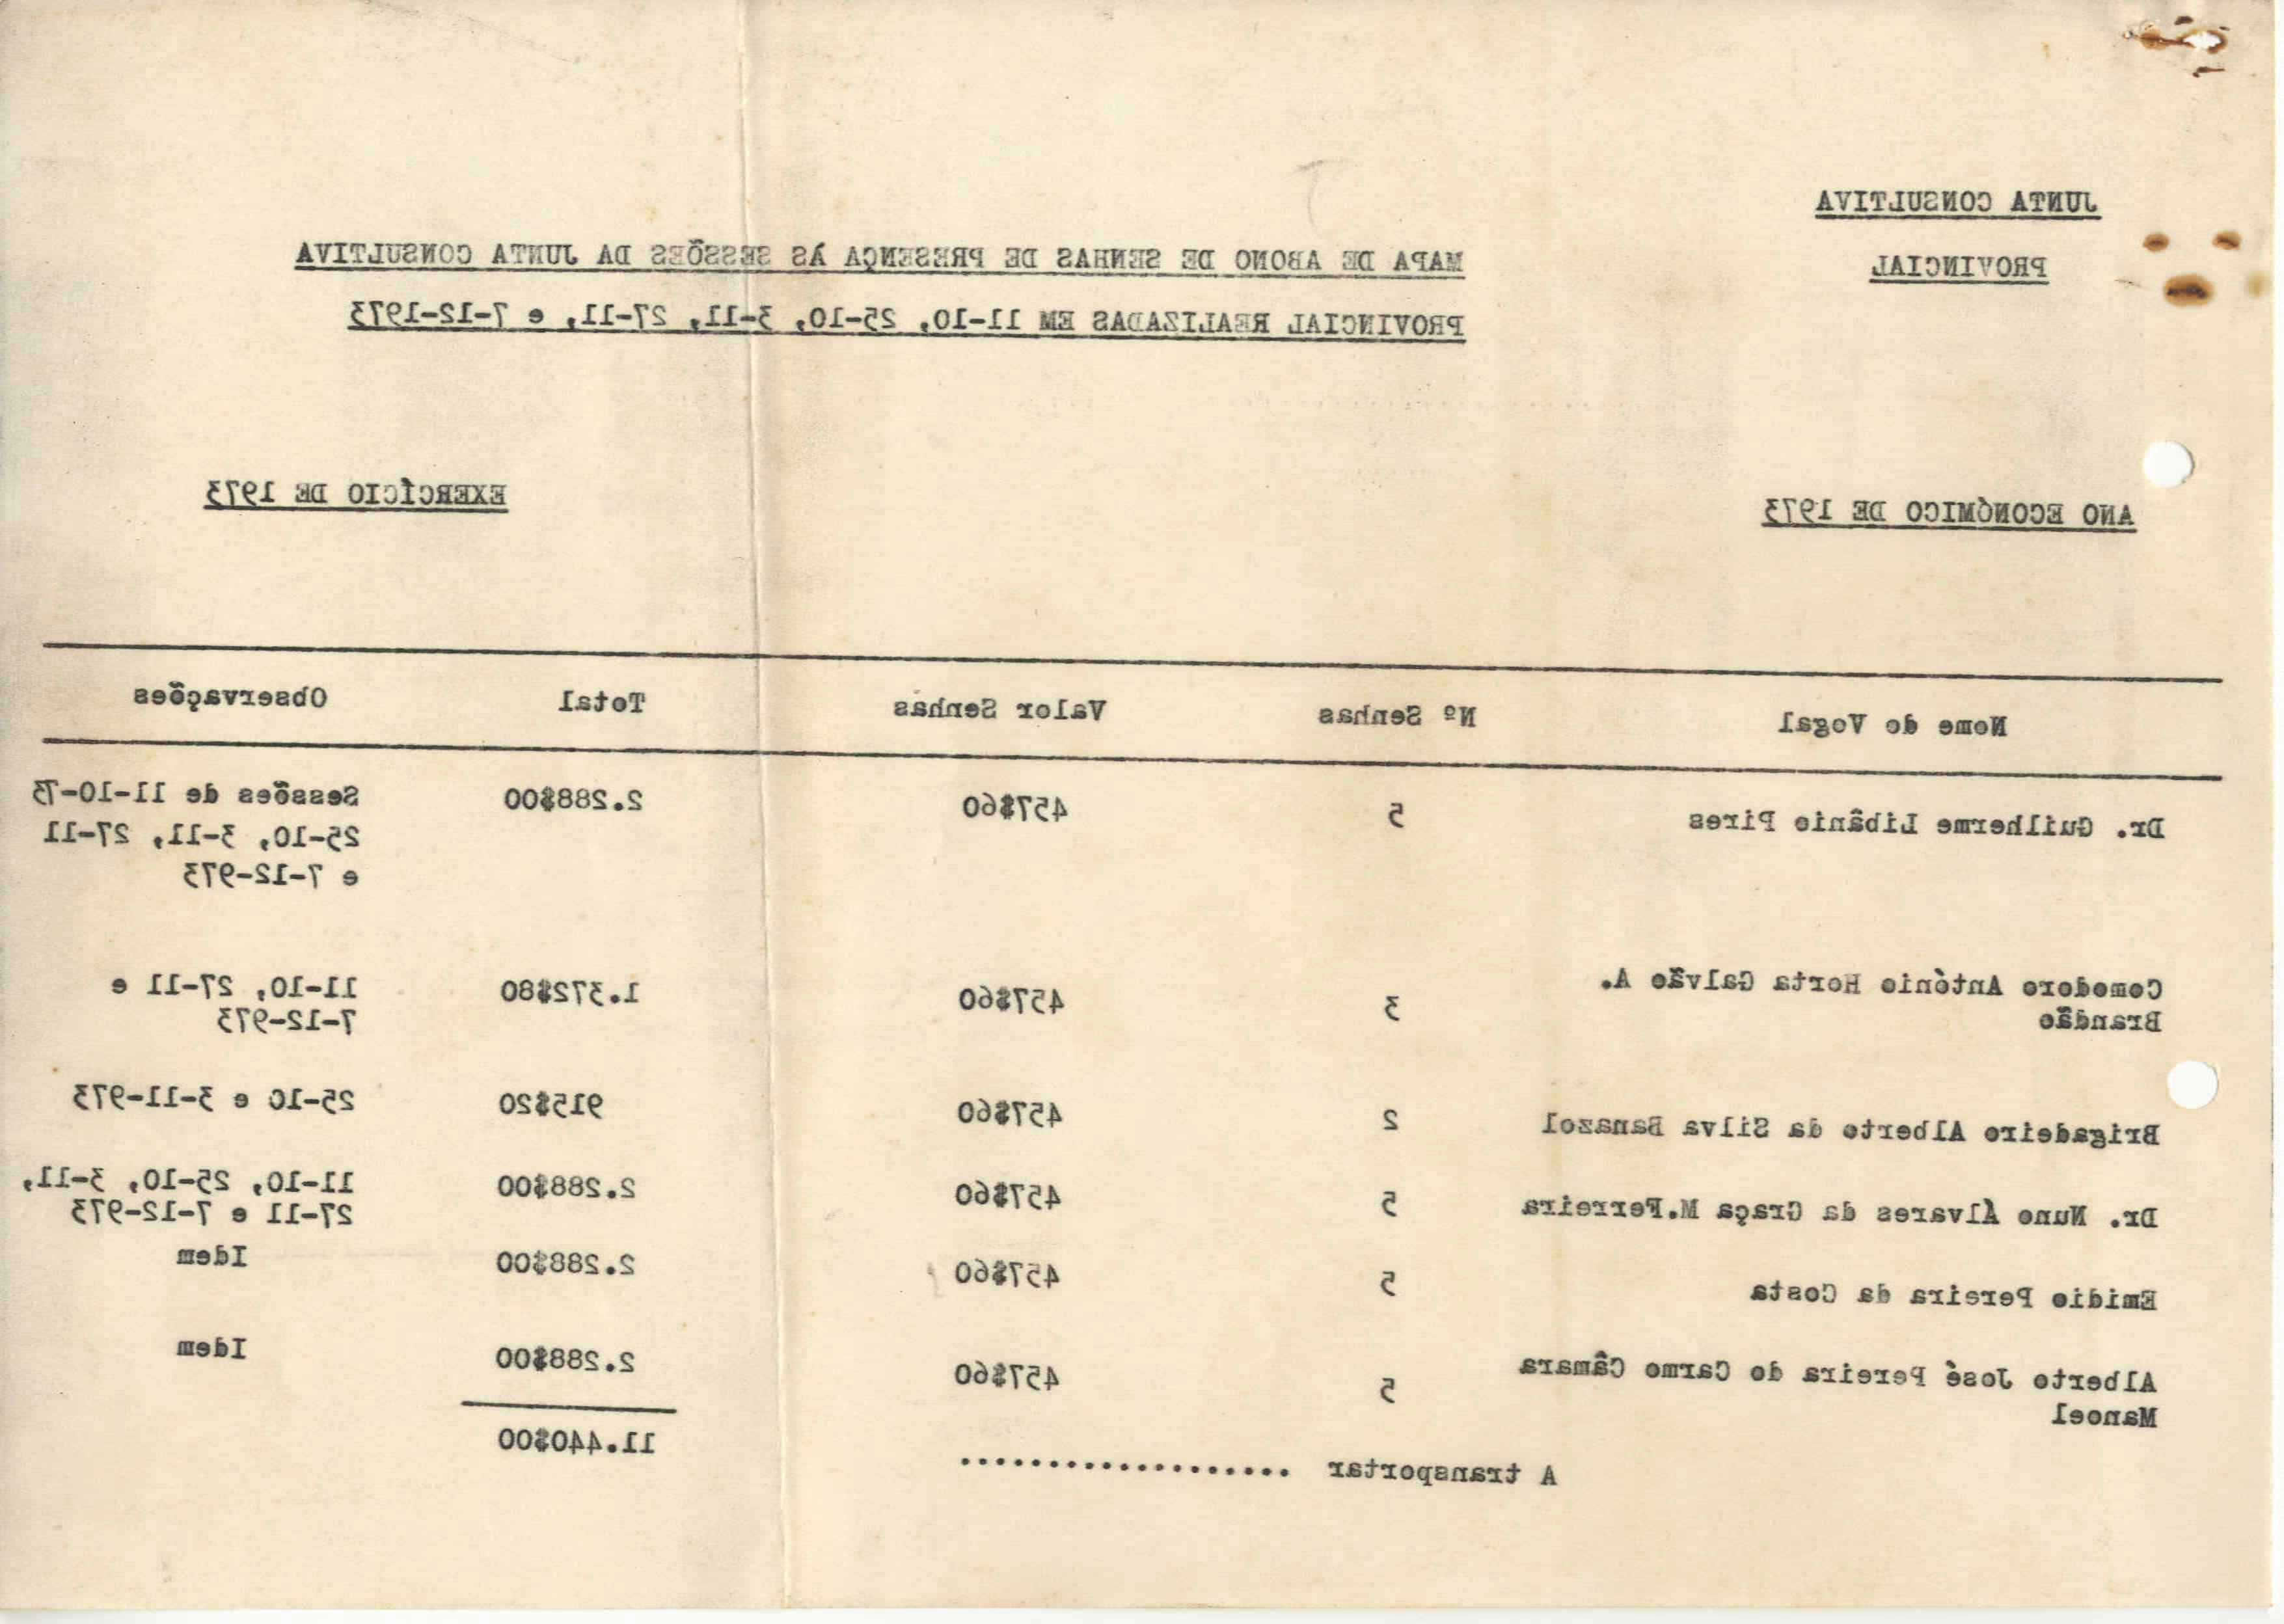 JUNTA CONSULTIVA
PROVINCIAL
MAPA DE ABONO DE SENHAS DE PRESENÇA ÀS SESSÕES DA JUNTA CONSULTIVA
PROVINCIAL REALIZADAS EM 11-10, 25-10, 3-11, 27-11, e 7-12-1973
ANO ECONÓMICO DE 1973
EXERCÍCIO DE 1973
Nome do Vogal Nº Senhas Valor Senhas Total Observações
Dr. Guilherme Libânio Pires 5 457$60 2.288$00 Sessões de 11-10-73
25-10, 3-11, 27-11
e 7-12-973
Comodoro António Horta Galvão A. 3 457$60 1.372$80 11-10, 27-11 e
Brandão 7-12-973
Brigadeiro Alberto da Silva Banazol 2 457$60 915$20 25-10 e 3-11-973
Dr. Nuno Álvares da Graça M.Ferreira 5 457$60 2.288$00 11-10, 25-10, 3-11,
27-11 e 7-12-973
Emidio Pereira da Costa 5 457$60 2.288$00 Idem
Alberto José Pereira do Carmo Câmara 5 457$60 2.288$00 Idem
Manoel
A transportar ................... 11.440$00